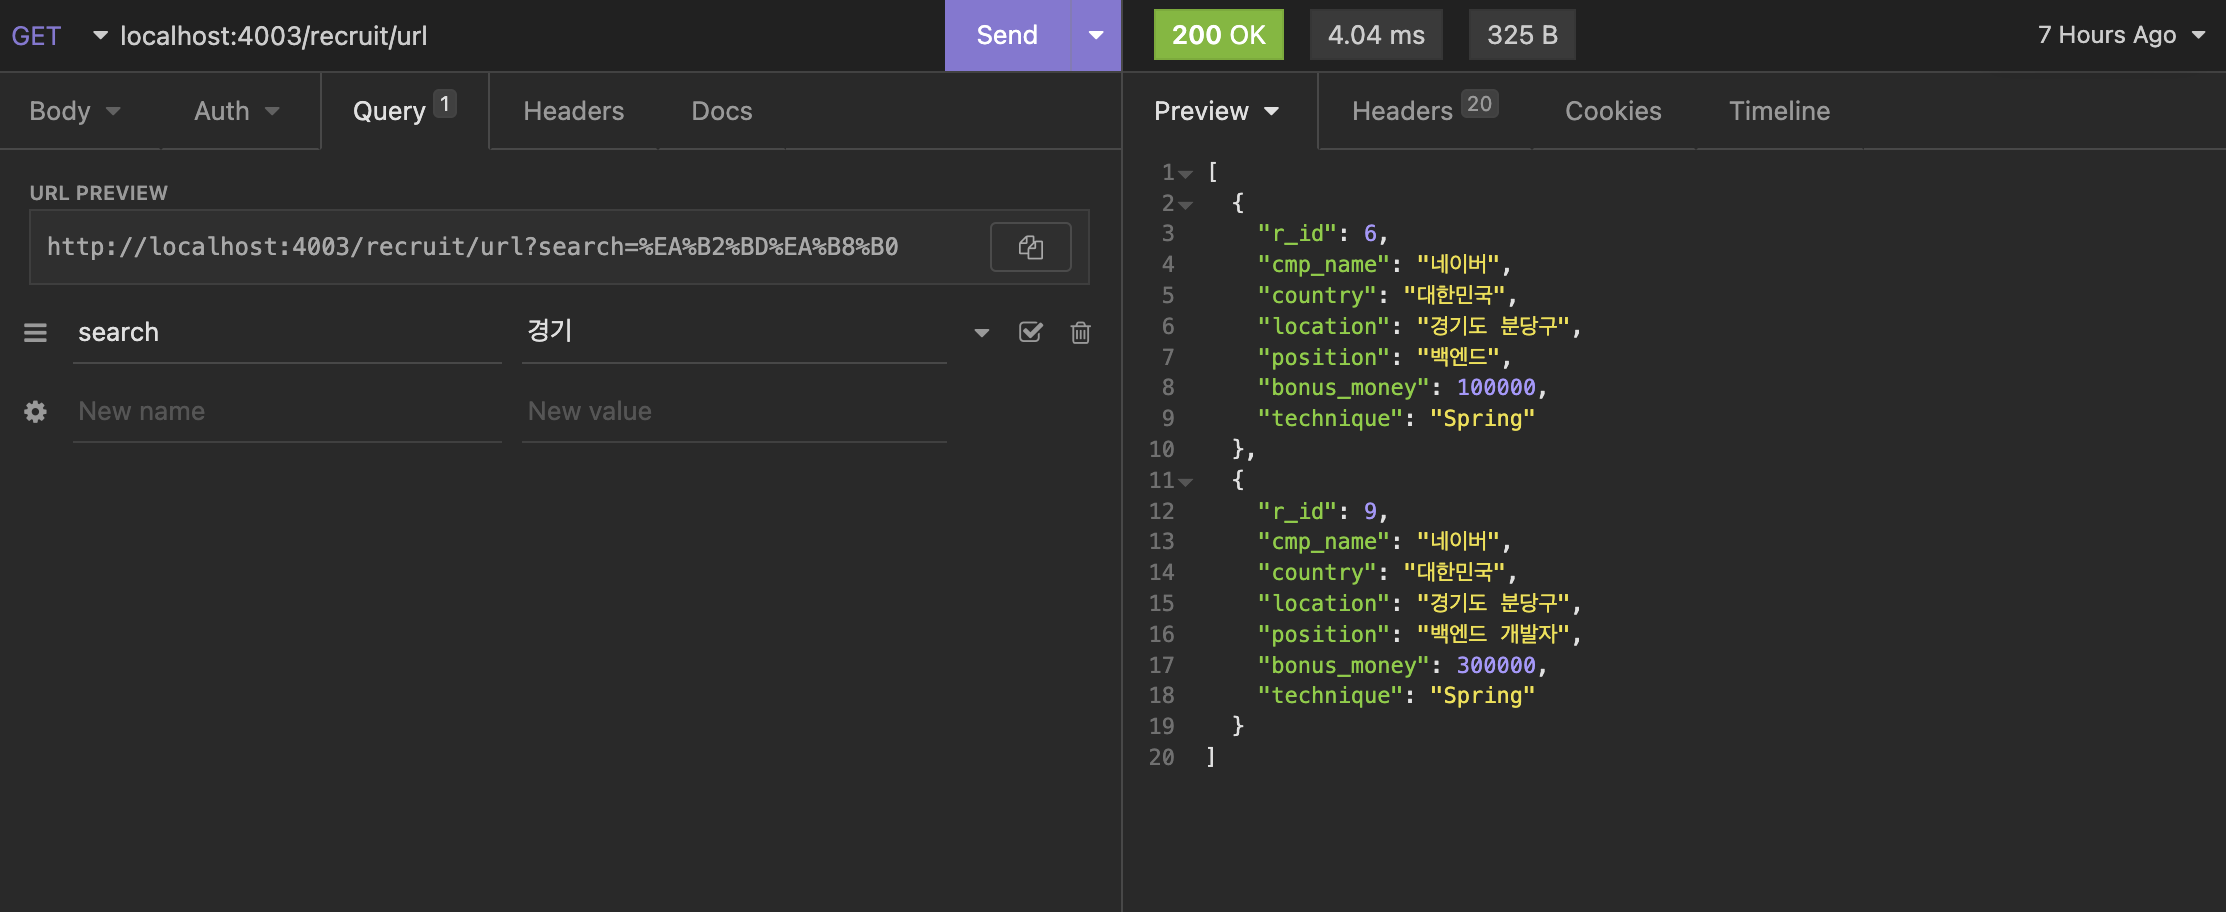 GET localhost:4003/recruit/url Send
200 OK 4.04 ms 325 B 7 Hours Ago
Body Auth Query 1 Headers Docs
URL PREVIEW
http://localhost:4003/recruit/url?search=%EA%B2%BD%EA%B8%B0
search 경기
New name New value
Preview Headers 20 Cookies Timeline
1 [
2 {
3 "r_id": 6,
4 "cmp_name": "네이버",
5 "country": "대한민국",
6 "location": "경기도 분당구",
7 "position": "백엔드",
8 "bonus_money": 100000,
9 "technique": "Spring"
10 },
11 {
12 "r_id": 9,
13 "cmp_name": "네이버",
14 "country": "대한민국",
15 "location": "경기도 분당구",
16 "position": "백엔드 개발자",
17 "bonus_money": 300000,
18 "technique": "Spring"
19 }
20 ]